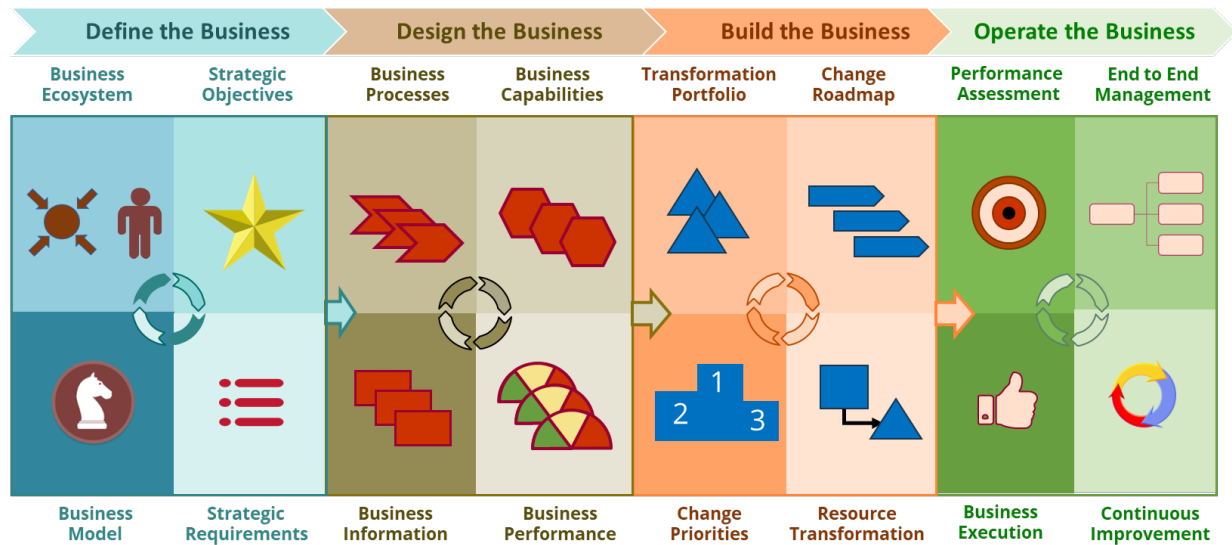 Define the Business
Design the Business
Build the Business
Operate the Business
Business
Ecosystem
Strategic
Objectives
Business
Processes
Business
Capabilities
Transformation
Portfolio
Change
Roadmap
Performance
Assessment
End to End
Management
1
2
3
Business
Model
Strategic
Requirements
Business
Information
Business
Performance
Change
Priorities
Resource
Transformation
Business
Execution
Continuous
Improvement